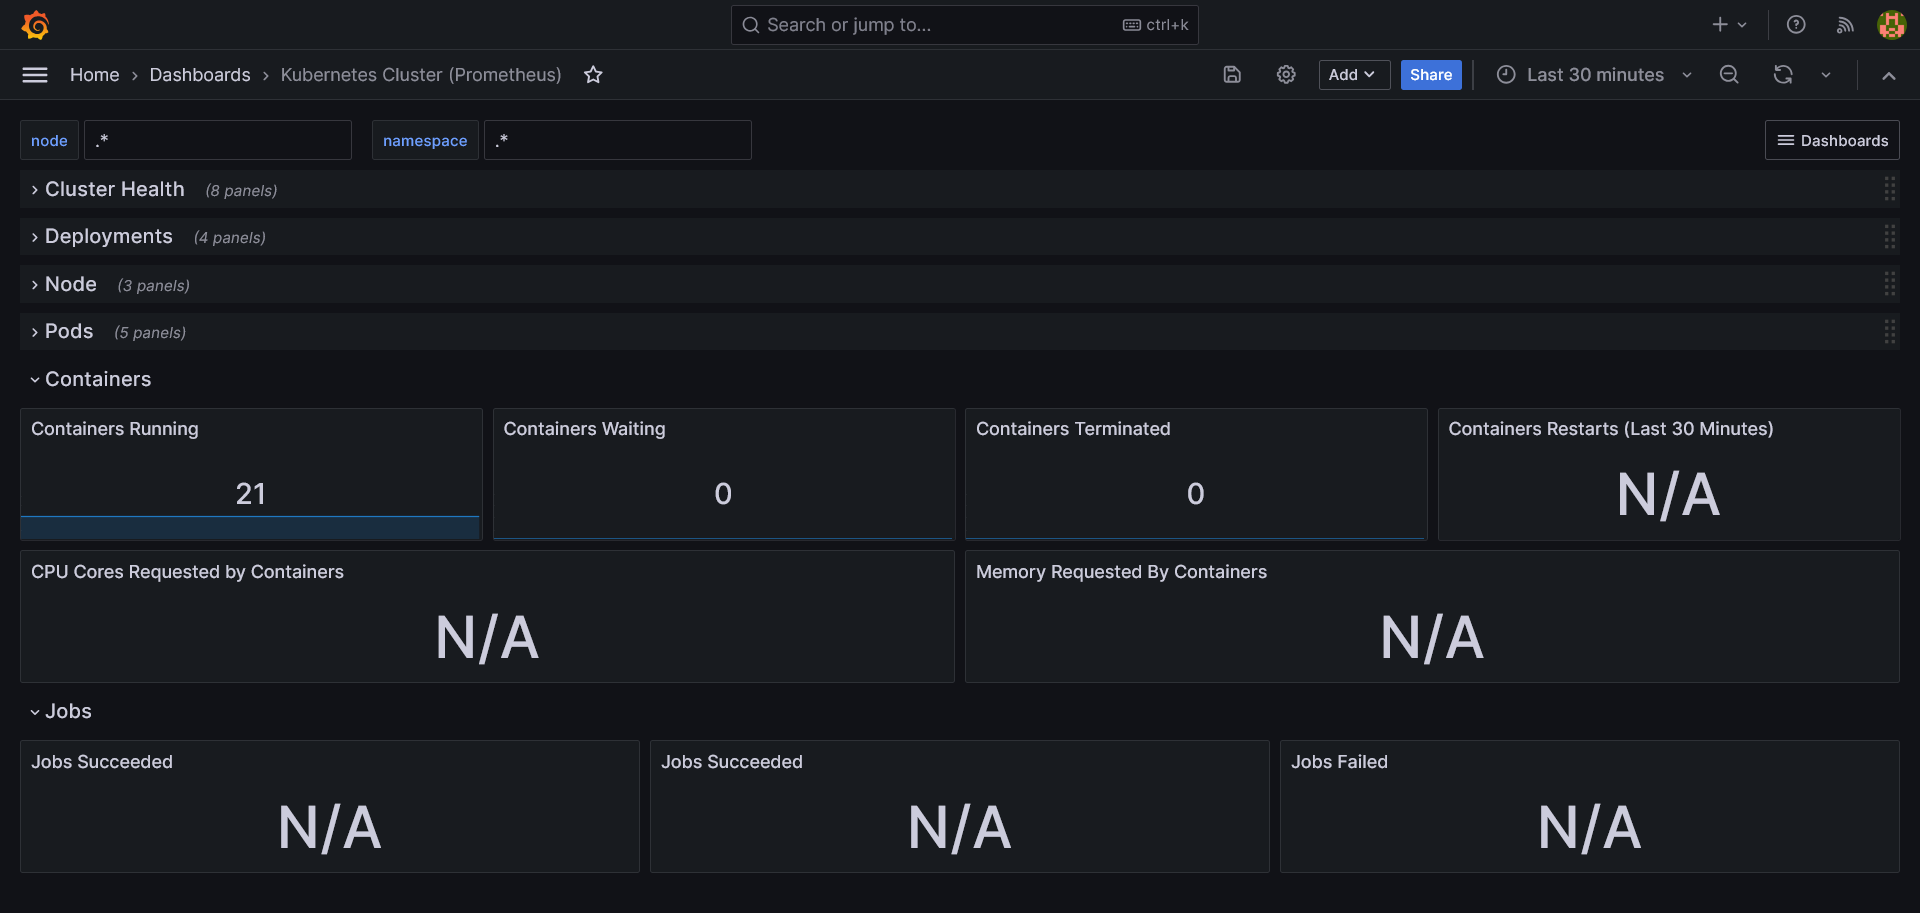 Search or jump to... ctrl+k
Home › Dashboards › Kubernetes Cluster (Prometheus)
Add Share Last 30 minutes
node .* namespace .* Dashboards
Cluster Health (8 panels)
Deployments (4 panels)
Node (3 panels)
Pods (5 panels)
Containers
Containers Running Containers Waiting Containers Terminated Containers Restarts (Last 30 Minutes)
21 0 0 N/A
CPU Cores Requested by Containers Memory Requested By Containers
N/A N/A
Jobs
Jobs Succeeded Jobs Succeeded Jobs Failed
N/A N/A N/A